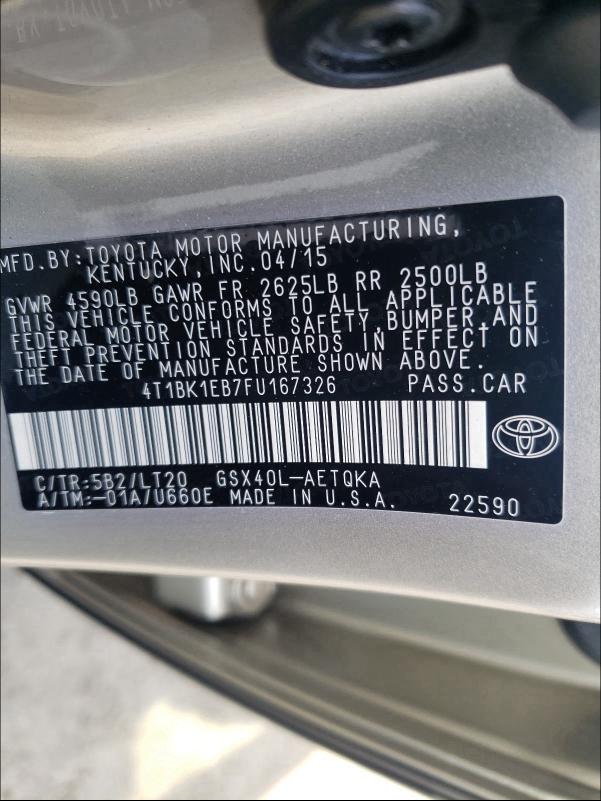 MFD. BY: TOYOTA MOTOR MANUFACTURING,
KENTUCKY, INC. 04/15
GVWR 4590LB GAWR FR 2625LB RR 2500LB
THIS VEHICLE CONFORMS TO ALL APPLICABLE
FEDERAL MOTOR VEHICLE SAFETY, BUMPER, AND
THEFT PREVENTION STANDARDS IN EFFECT ON
THE DATE OF MANUFACTURE SHOWN ABOVE.
4T1BK1EB7FU167326 PASS. CAR
C/TR: 5B2/LT20 GSX40L-AETQKA
A/TM: -01A/U660E MADE IN U.S.A. 22590